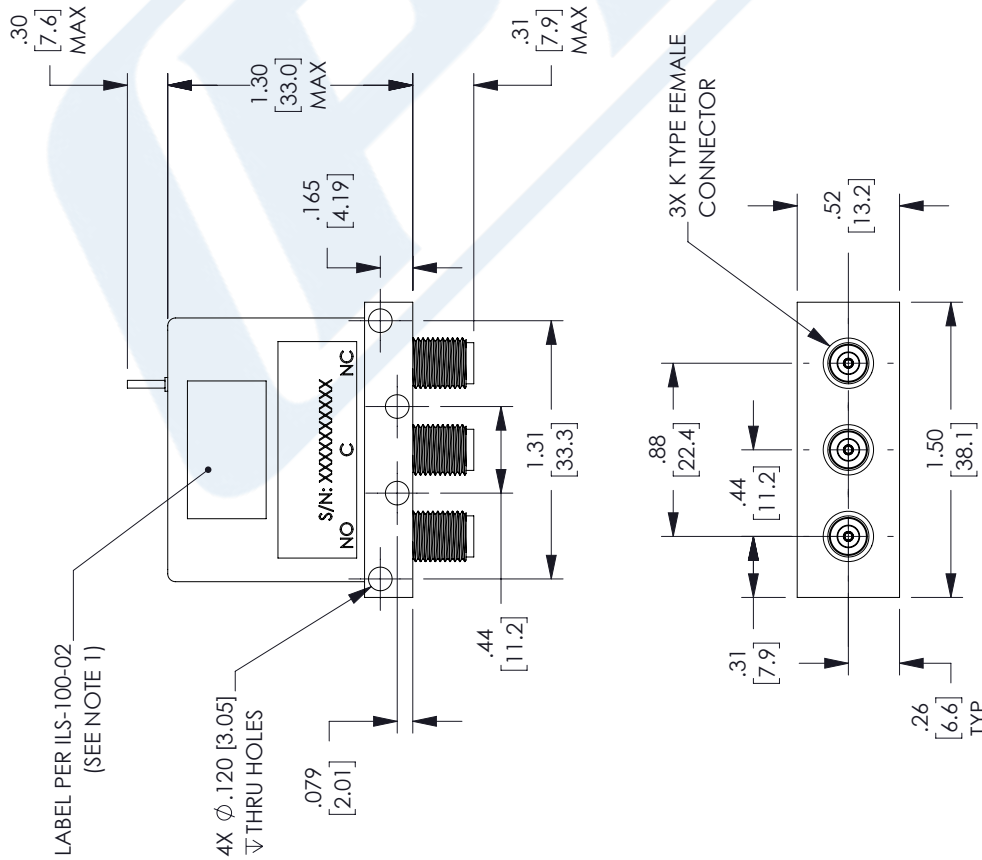 LABEL PER ILS-100-02
(SEE NOTE 1)
4X Ø .120 [3.05]
↧ THRU HOLES
.079
[2.01]
.44
[11.2]
1.31
[33.3]
.165
[4.19]
.30
[7.6]
MAX
1.30
[33.0]
MAX
.31
[7.9]
MAX
S/N: XXXXXXXXXX
NO C NC
3X K TYPE FEMALE
CONNECTOR
.88
[22.4]
.44
[11.2]
.52
[13.2]
1.50
[38.1]
.31
[7.9]
.26
[6.6]
TYP